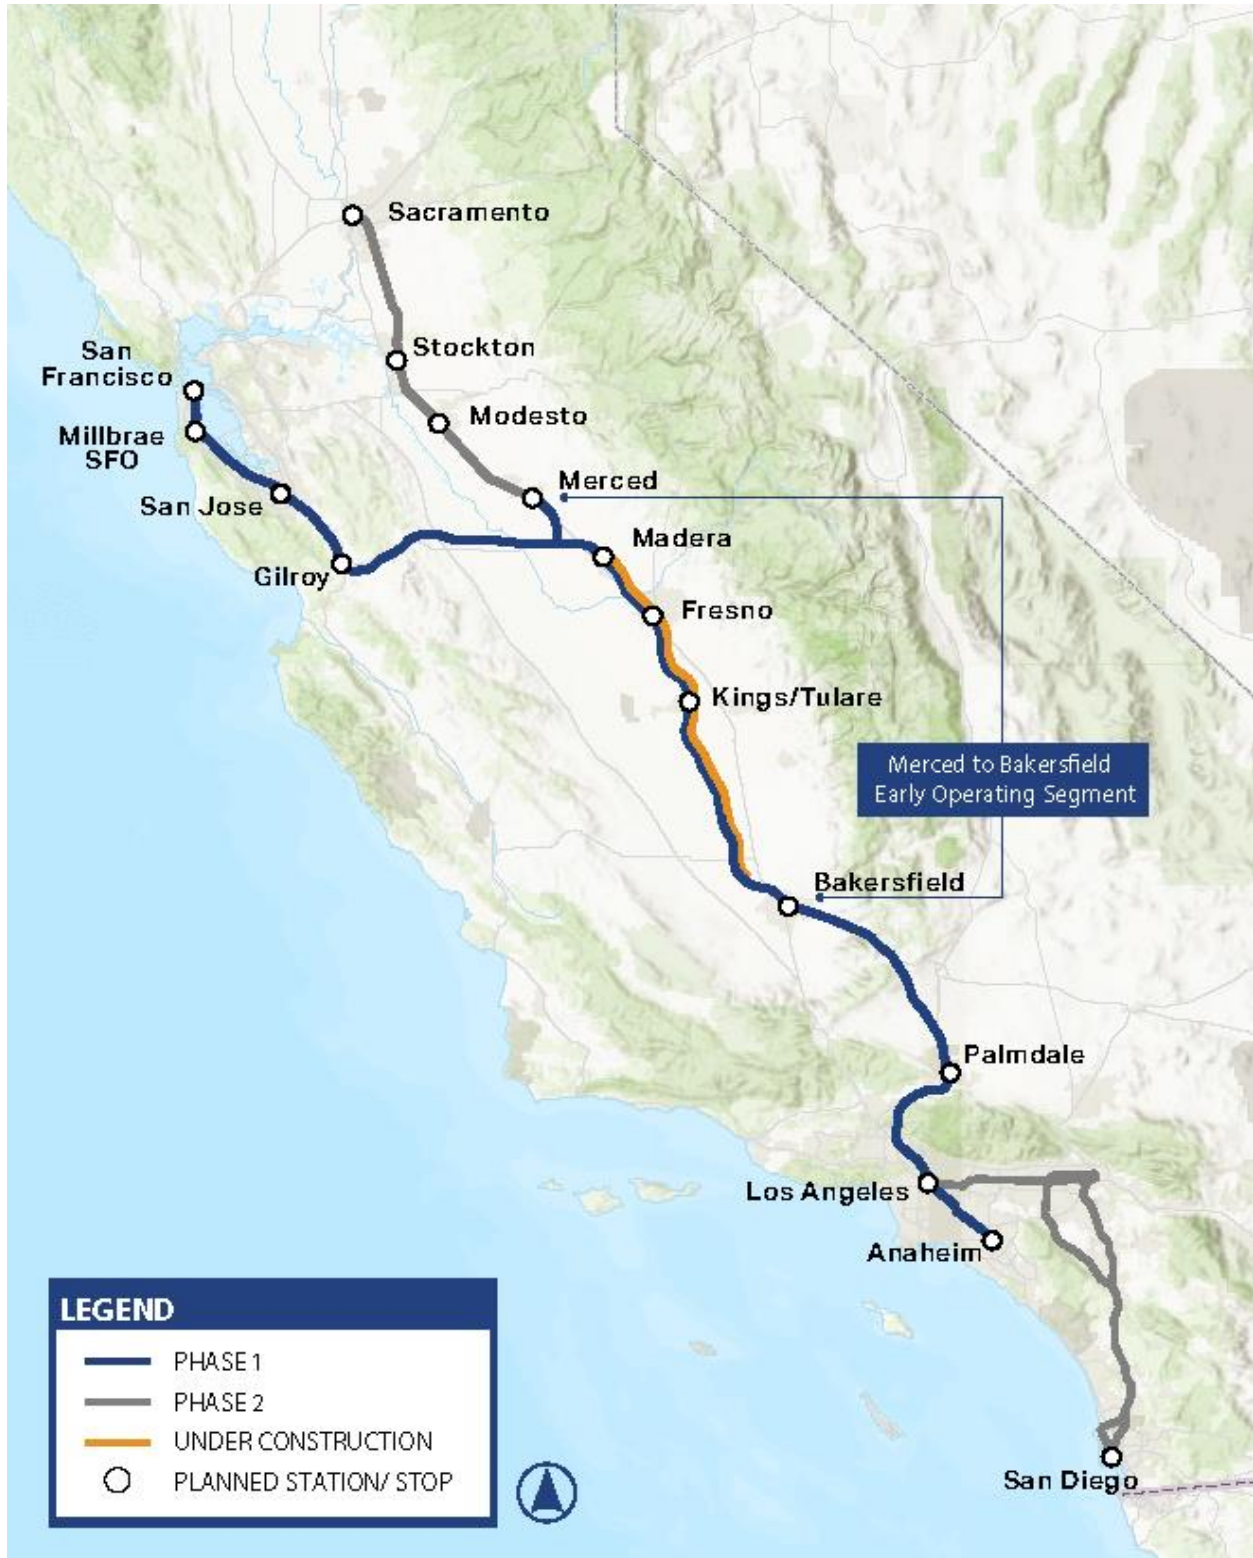 Sacramento
Stockton
San
Francisco
Modesto
Millbrae
SFO
Merced
San Jose
Madera
Gilroy
Fresno
Kings/Tulare
Merced to Bakersfield
Early Operating Segment
Bakersfield
Palmdale
Los Angeles
Anaheim
San Diego
LEGEND
PHASE 1
PHASE 2
UNDER CONSTRUCTION
PLANNED STATION/ STOP